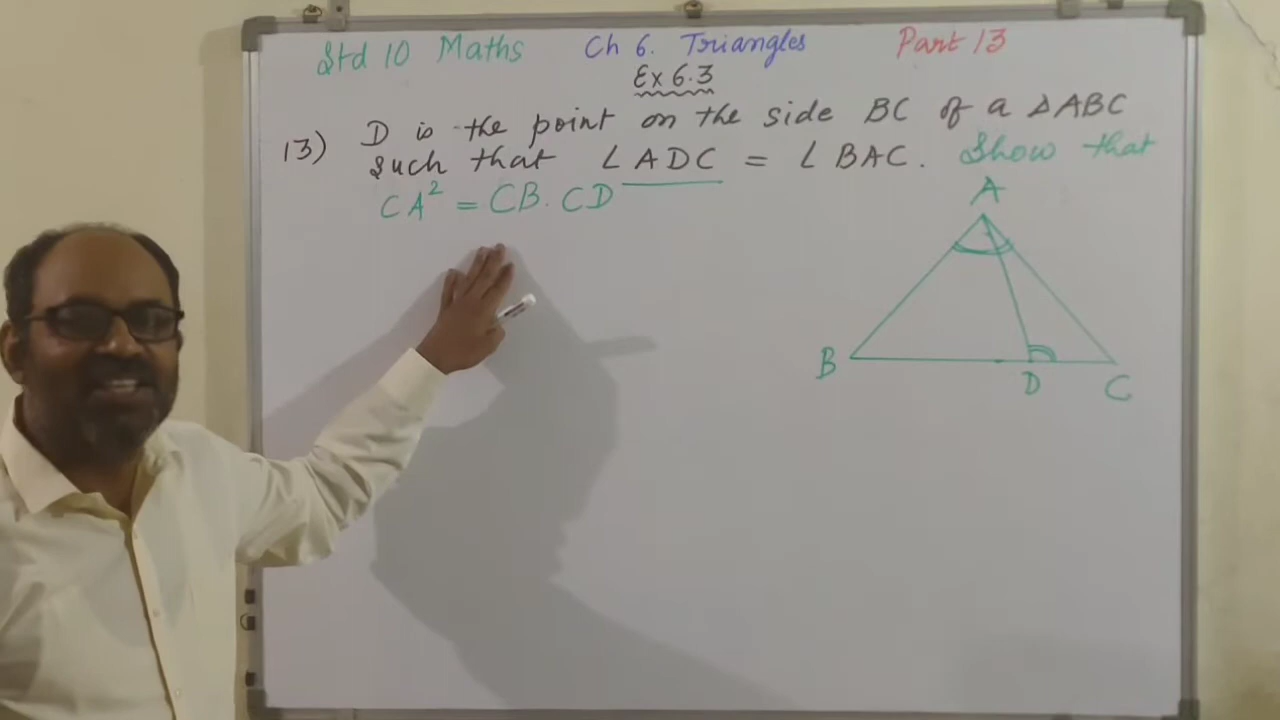 Std 10 Maths Ch 6. Triangles Part 13
Ex 6.3
13) D is the point on the side BC of a ΔABC
such that ∠ADC = ∠BAC. Show that
CA² = CB. CD
A
B D C